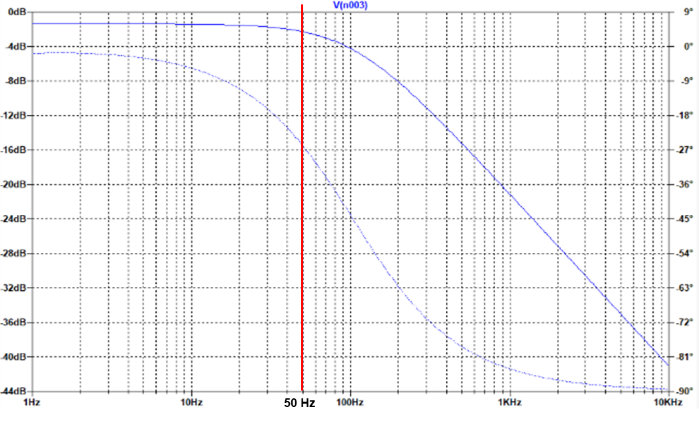 V(n003)
0dB 9°
-4dB 0°
-8dB -9°
-12dB -18°
-16dB -27°
-20dB -36°
-24dB -45°
-28dB -54°
-32dB -63°
-36dB -72°
-40dB -81°
-44dB -90°
1Hz 10Hz 50 Hz 100Hz 1KHz 10KHz